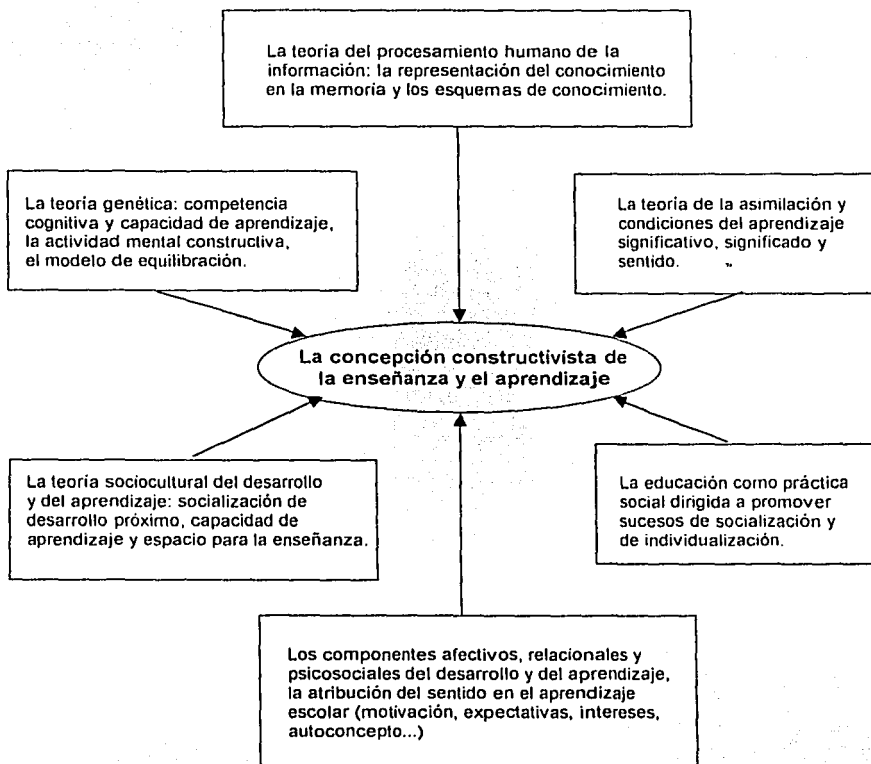 La teoría del procesamiento humano de la
información: la representación del conocimiento
en la memoria y los esquemas de conocimiento.
La teoría genética: competencia
cognitiva y capacidad de aprendizaje,
la actividad mental constructiva,
el modelo de equilibración.
La teoría de la asimilación y
condiciones del aprendizaje
significativo, significado y
sentido.
La concepción constructivista de
la enseñanza y el aprendizaje
La teoría sociocultural del desarrollo
y del aprendizaje: socialización de
desarrollo próximo, capacidad de
aprendizaje y espacio para la enseñanza.
La educación como práctica
social dirigida a promover
sucesos de socialización y
de individualización.
Los componentes afectivos, relacionales y
psicosociales del desarrollo y del aprendizaje,
la atribución del sentido en el aprendizaje
escolar (motivación, expectativas, intereses,
autoconcepto...)